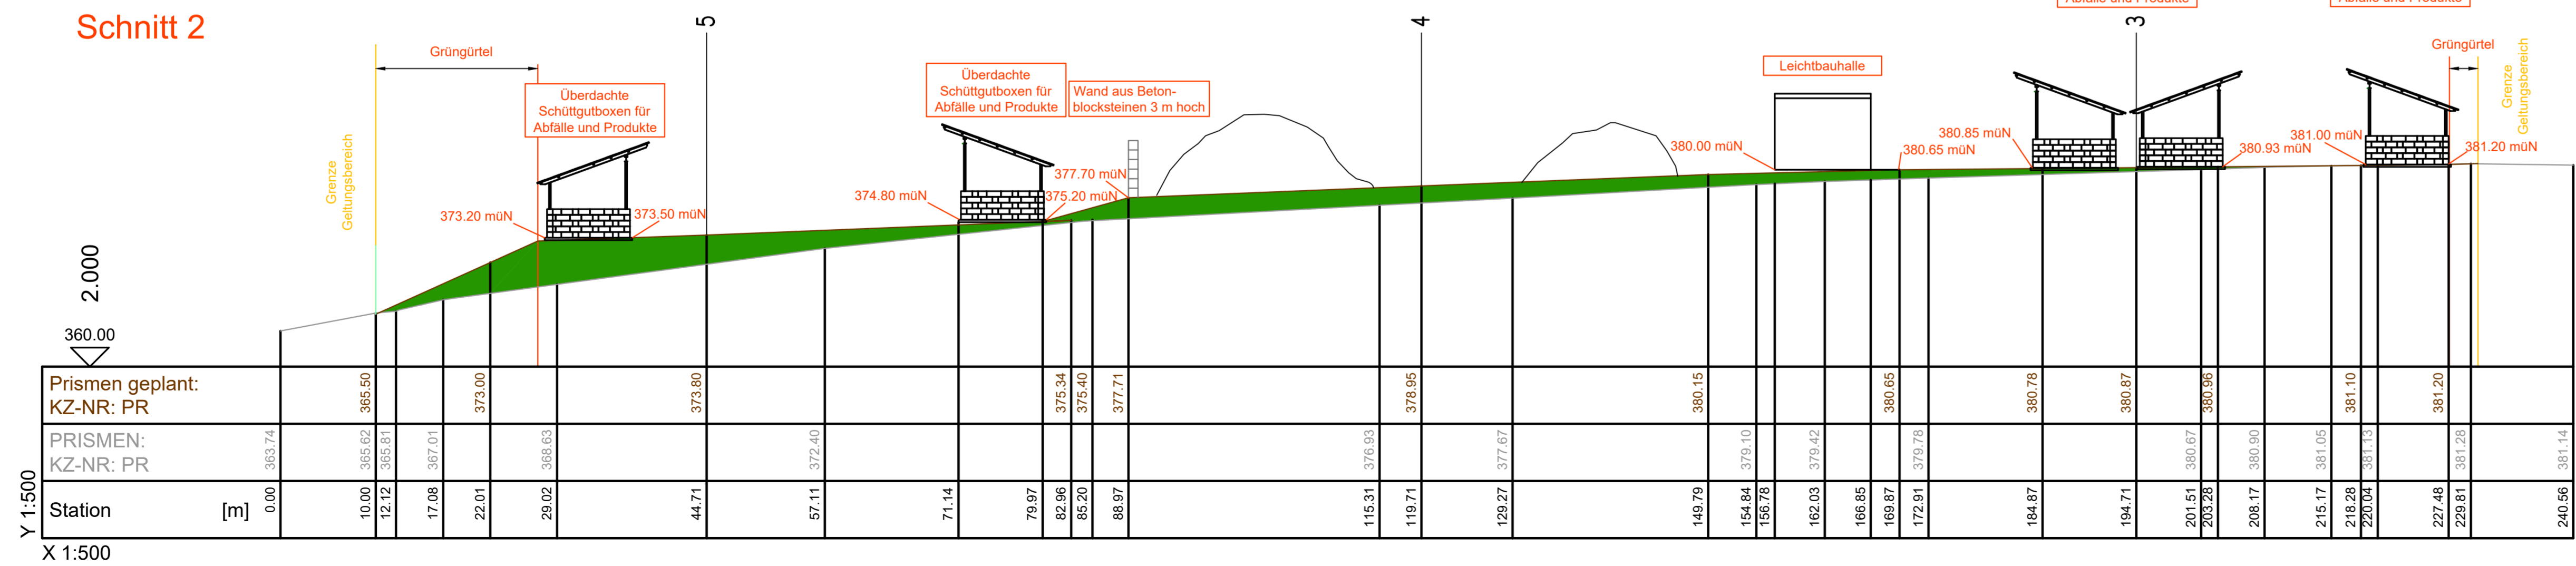 Schnitt 2
5
4
3
Abfälle und Produkte
Abfälle und Produkte
Grüngürtel
Grüngürtel
Grenze
Geltungsbereich
Grenze
Geltungsbereich
Überdachte
Schüttgutboxen für
Abfälle und Produkte
Überdachte
Schüttgutboxen für
Abfälle und Produkte
Wand aus Beton-
blocksteinen 3 m hoch
Leichtbauhalle
373.20 müN
373.50 müN
374.80 müN
377.70 müN
375.20 müN
380.00 müN
380.65 müN
380.85 müN
380.93 müN
381.00 müN
381.20 müN
2.000
360.00
Prismen geplant:
KZ-NR: PR
365.50
373.00
373.80
375.34
375.40
377.71
378.95
380.15
380.65
380.78
380.87
380.96
381.10
381.20
PRISMEN:
KZ-NR: PR
363.74
365.62
365.81
367.01
368.63
372.40
376.93
377.67
379.10
379.42
379.78
380.67
380.90
381.05
381.13
381.28
381.14
Station [m]
0.00
10.00
12.12
17.08
22.01
29.02
44.71
57.11
71.14
79.97
82.96
85.20
88.97
115.31
119.71
129.27
149.79
154.84
156.78
162.03
166.85
169.87
172.91
184.87
194.71
201.51
203.28
208.17
215.17
218.28
220.04
227.48
229.81
240.56
Y 1:500
X 1:500